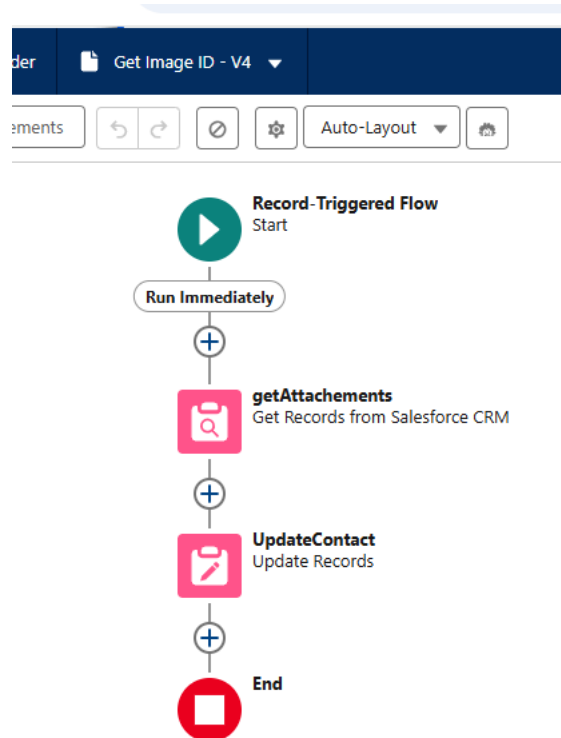 der
Get Image ID - V4
ements
Auto-Layout
Record-Triggered Flow
Start
Run Immediately
getAttachements
Get Records from Salesforce CRM
UpdateContact
Update Records
End